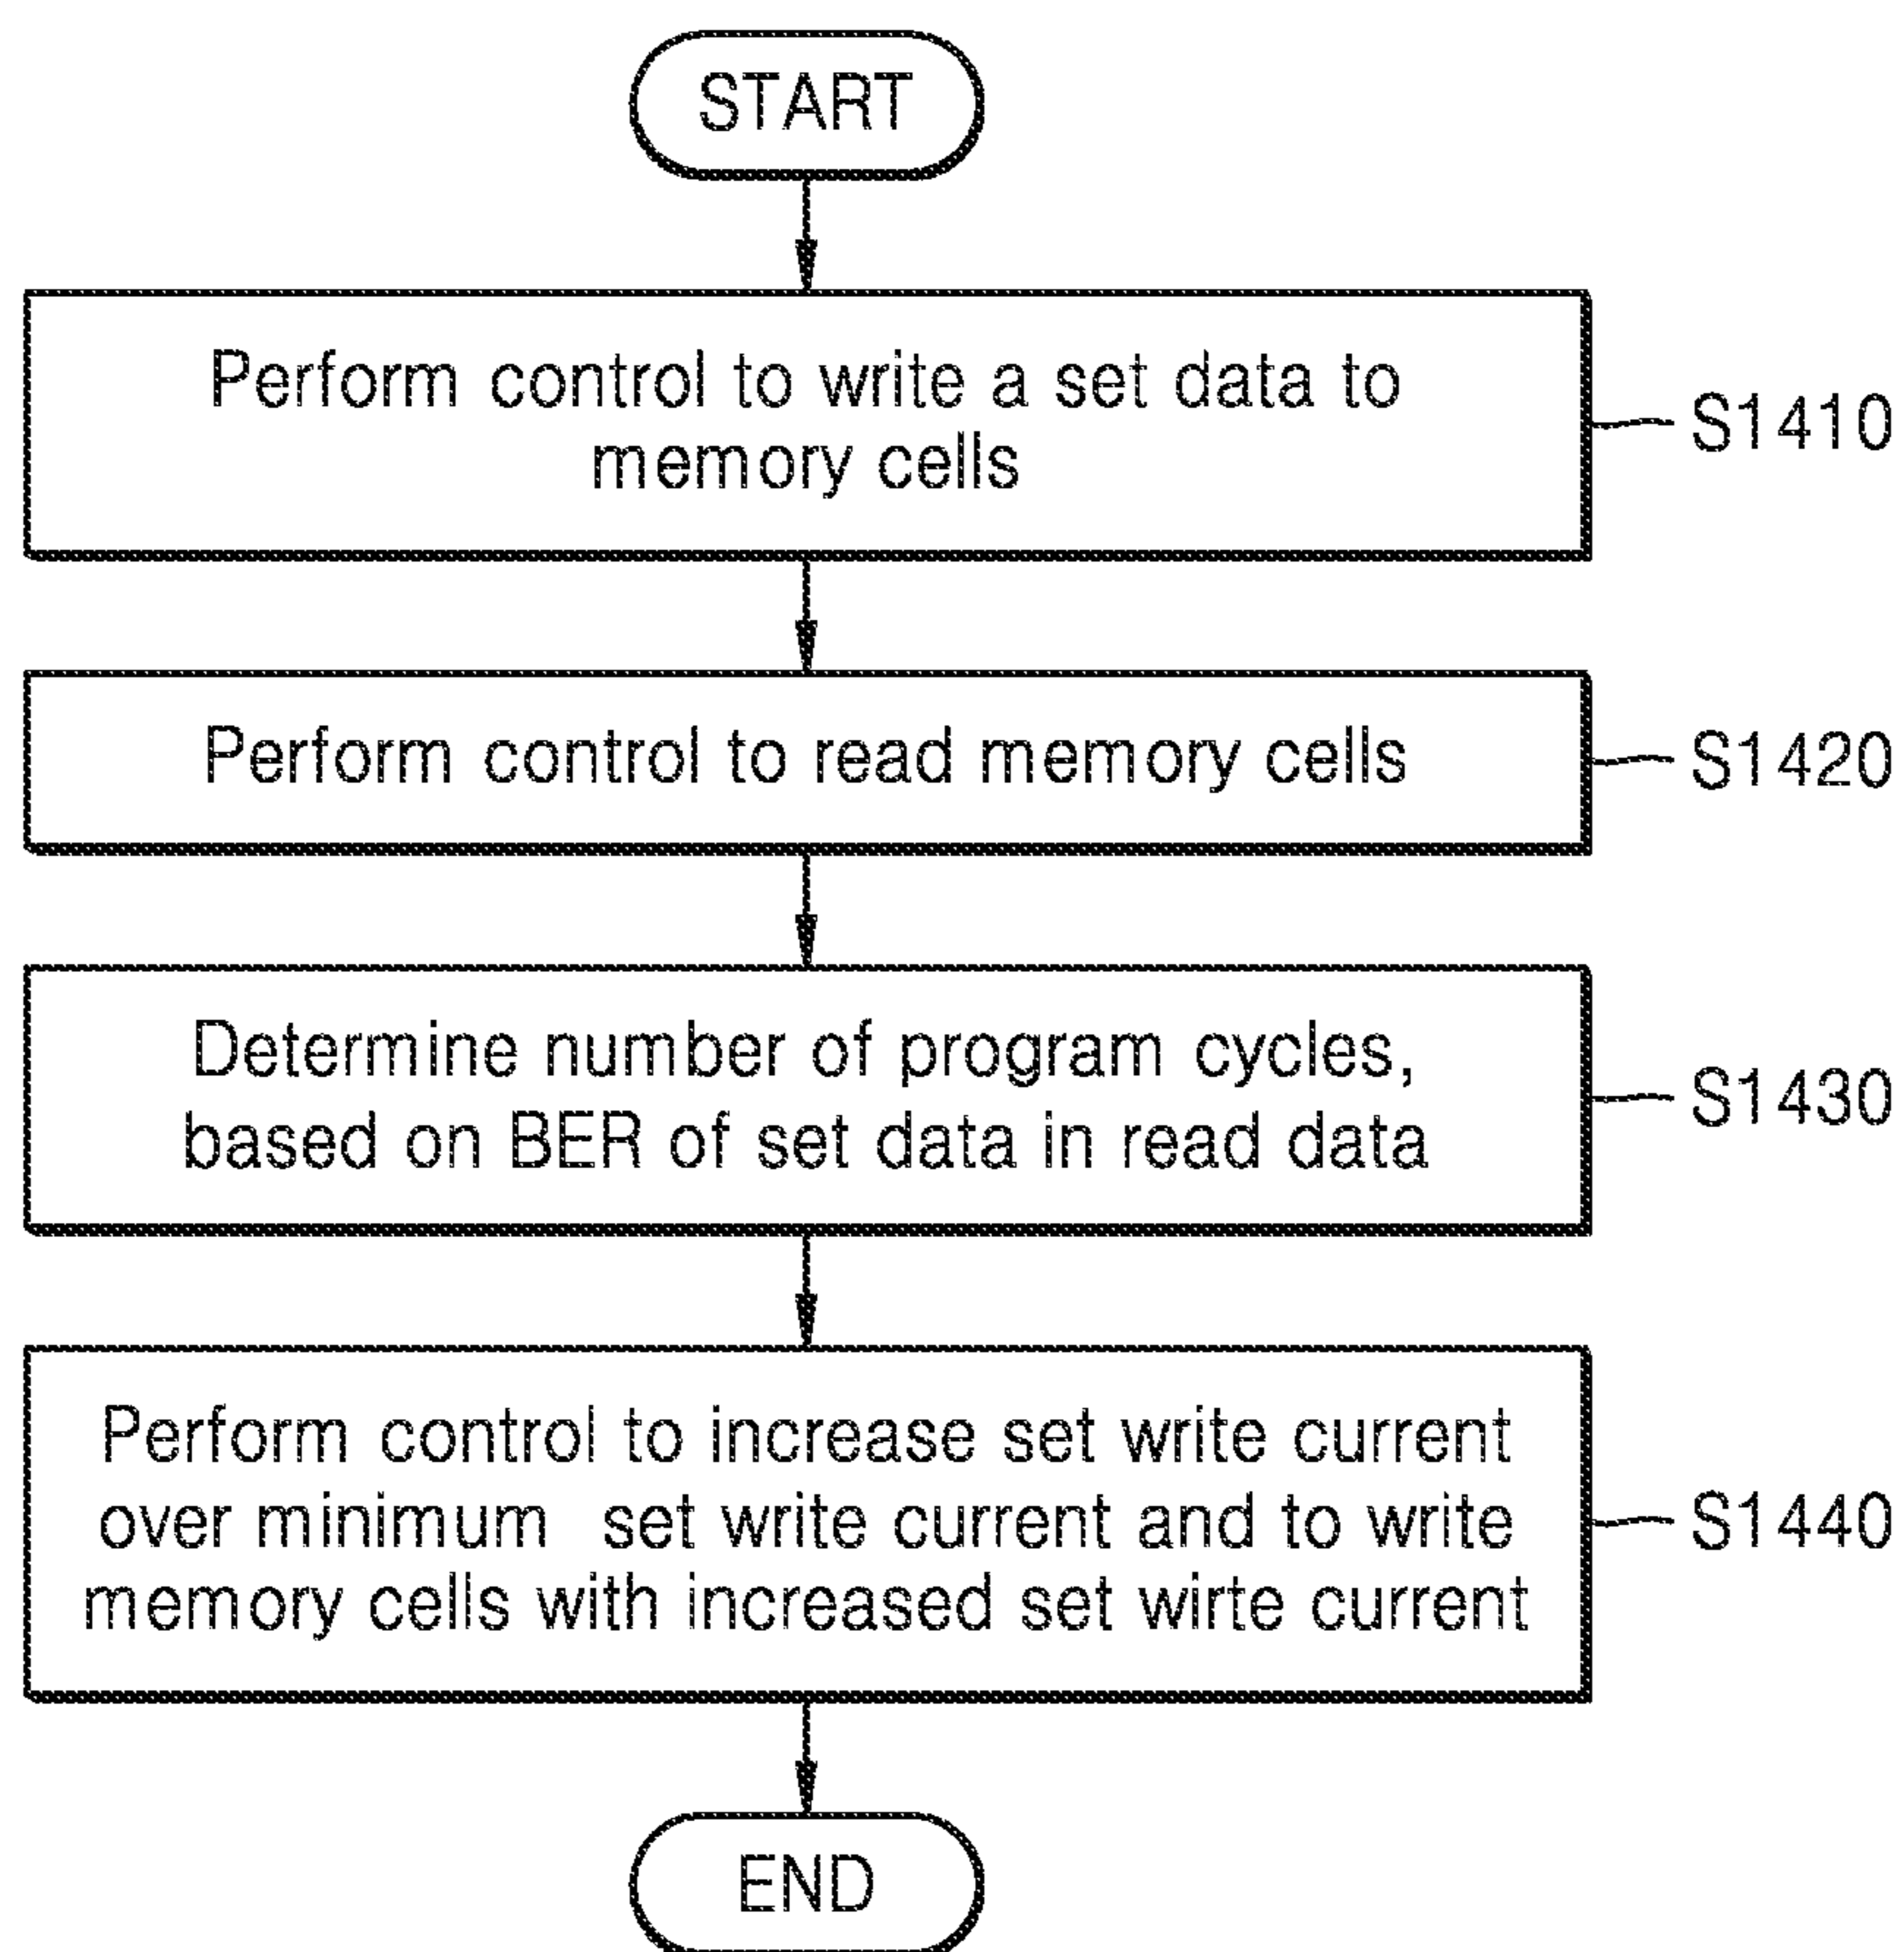 START
Perform control to write a set data to
memory cells
S1410
Perform control to read memory cells
S1420
Determine number of program cycles,
based on BER of set data in read data
S1430
Perform control to increase set write current
over minimum set write current and to write
memory cells with increased set wirte current
S1440
END